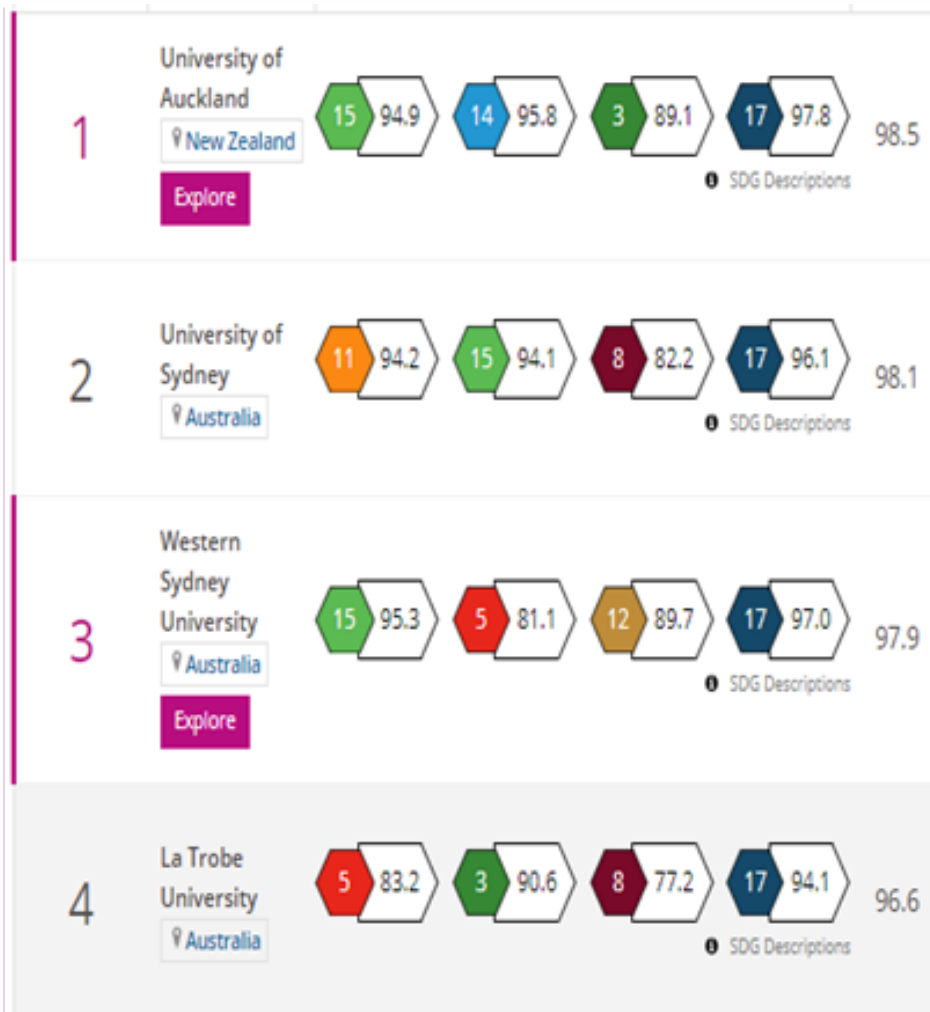 1
University of
Auckland
New Zealand
Explore
15 94.9 14 95.8 3 89.1 17 97.8
SDG Descriptions
98.5
2
University of
Sydney
Australia
11 94.2 15 94.1 8 82.2 17 96.1
SDG Descriptions
98.1
3
Western
Sydney
University
Australia
Explore
15 95.3 5 81.1 12 89.7 17 97.0
SDG Descriptions
97.9
4
La Trobe
University
Australia
5 83.2 3 90.6 8 77.2 17 94.1
SDG Descriptions
96.6